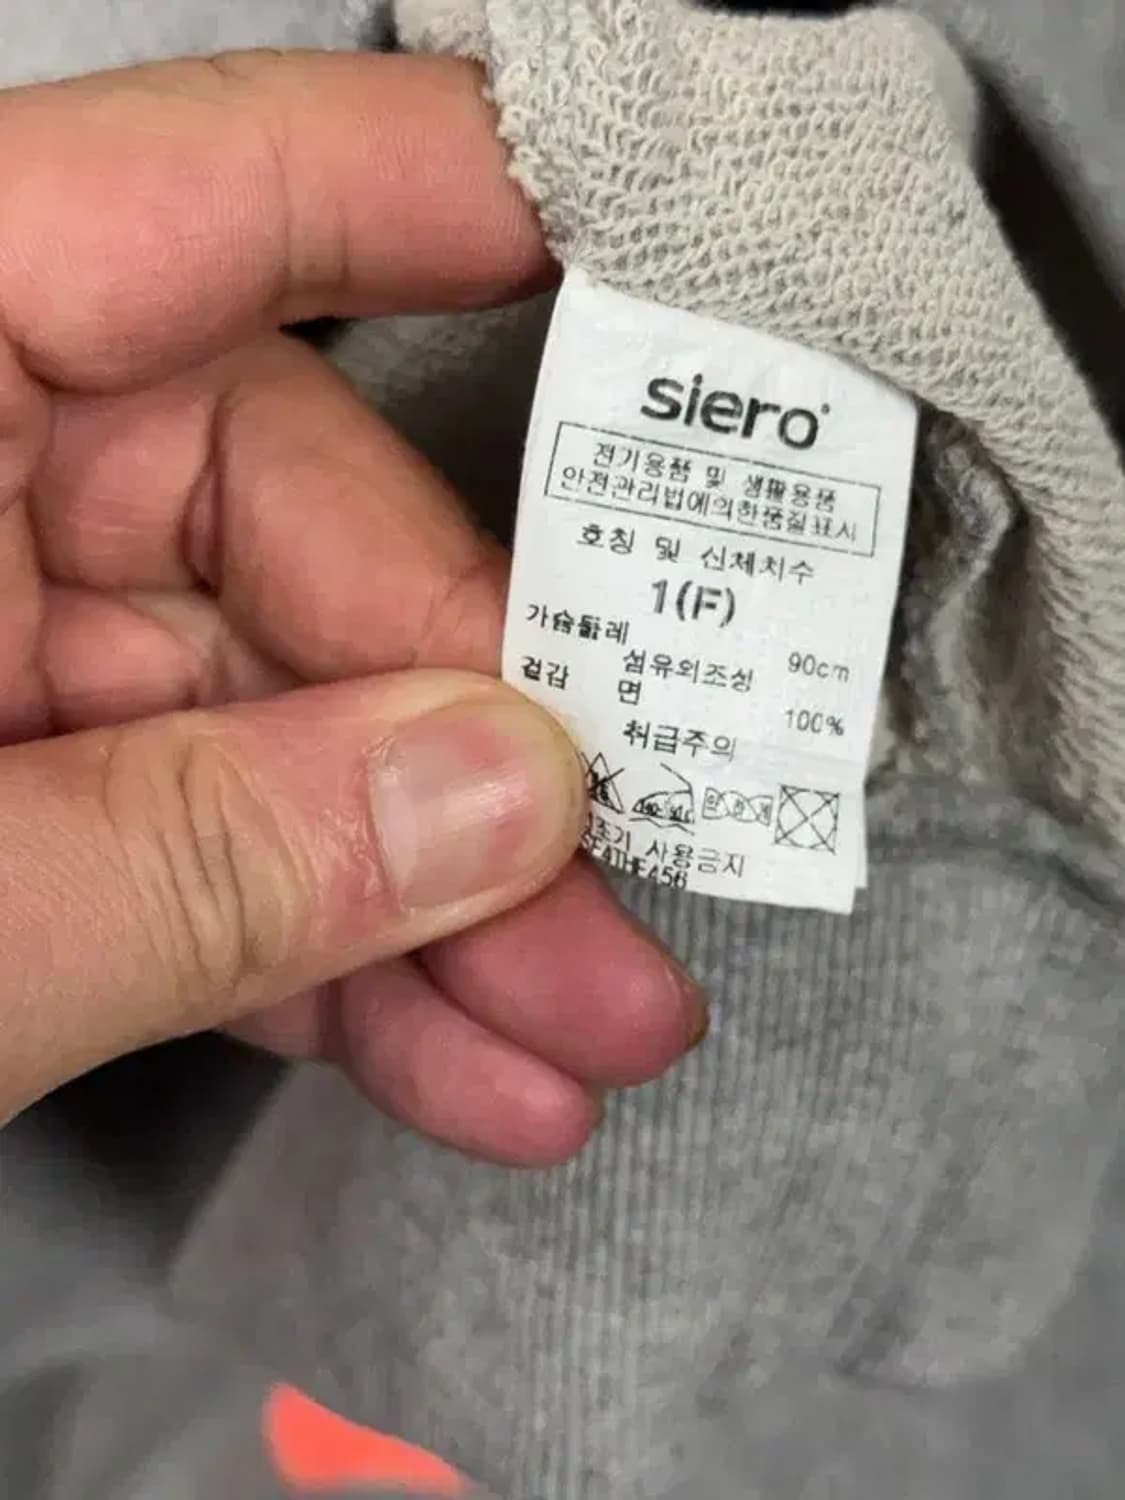 siero
전기용품 및 생활용품
안전관리법에의한품질표시
호칭 및 신체치수
1(F)
가슴둘레 90cm
섬유의조성
겉감 면 100%
취급주의
사용금지